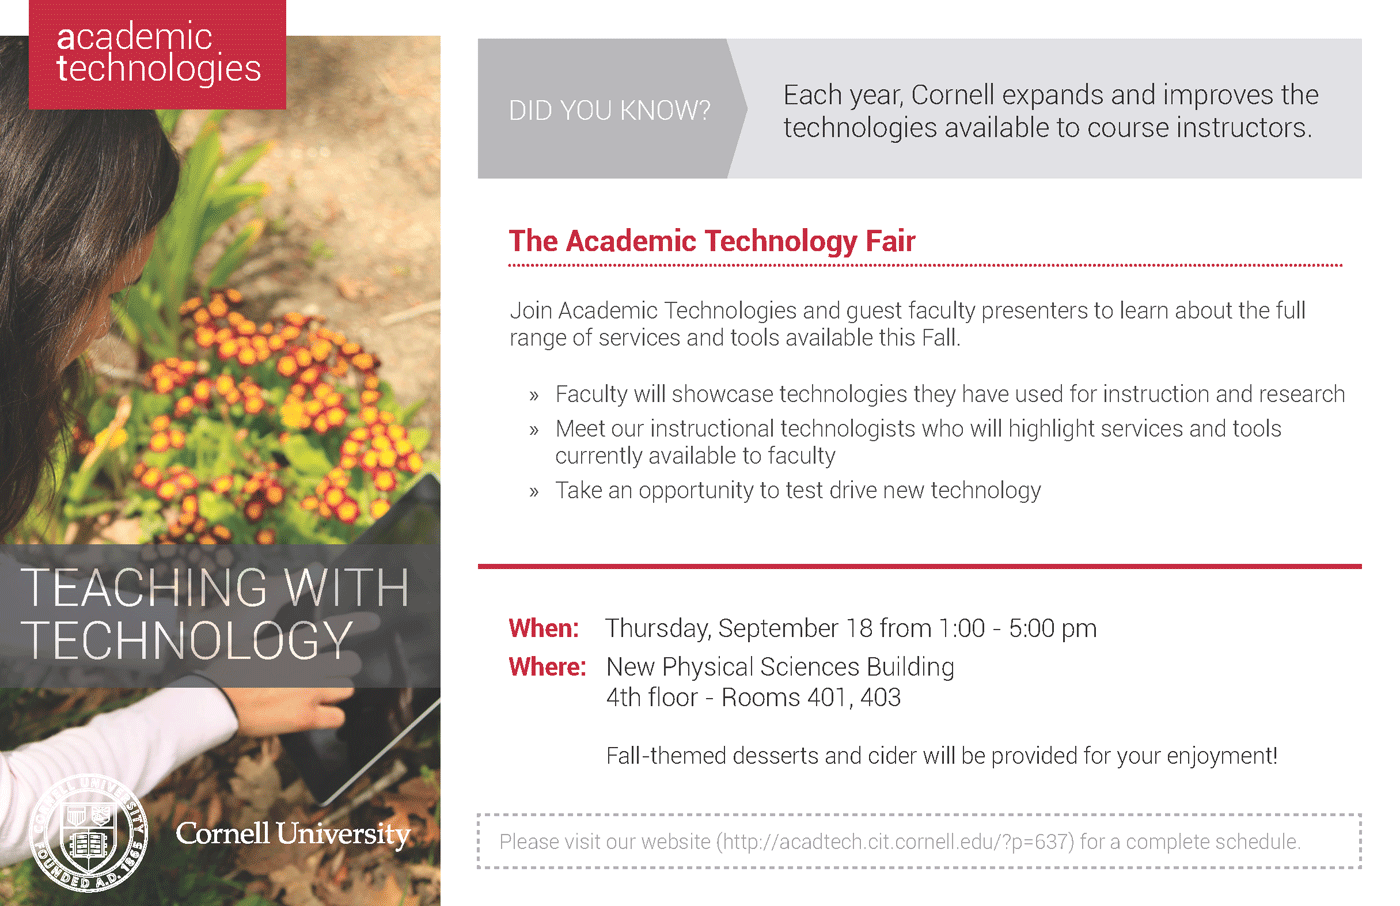 academic
technologies
DID YOU KNOW?
Each year, Cornell expands and improves the
technologies available to course instructors.
The Academic Technology Fair
Join Academic Technologies and guest faculty presenters to learn about the full
range of services and tools available this Fall.
» Faculty will showcase technologies they have used for instruction and research
» Meet our instructional technologists who will highlight services and tools
currently available to faculty
» Take an opportunity to test drive new technology
TEACHING WITH
TECHNOLOGY
When: Thursday, September 18 from 1:00 - 5:00 pm
Where: New Physical Sciences Building
4th floor - Rooms 401, 403
Fall-themed desserts and cider will be provided for your enjoyment!
CORNELL UNIVERSITY
FOUNDED A.D. 1865
Cornell University
Please visit our website (http://acadtech.cit.cornell.edu/?p=637) for a complete schedule.